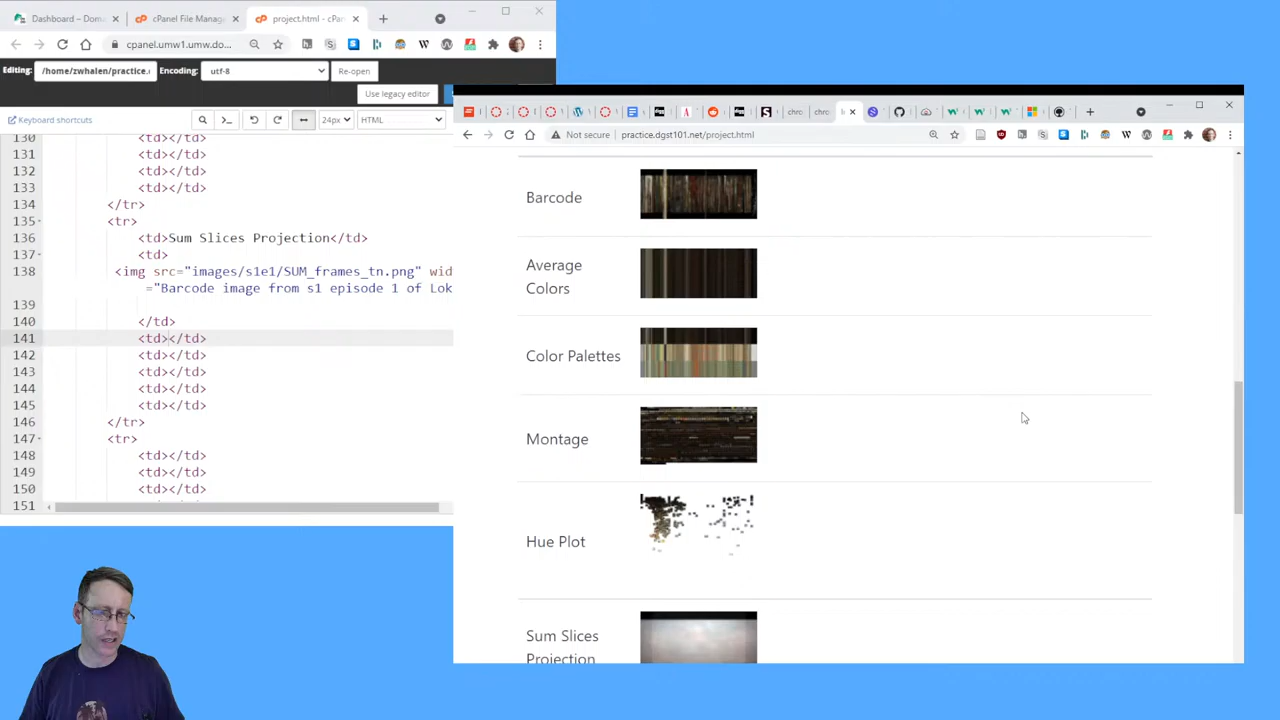 Dashboard – Dom
cPanel File Mana
project.html - cPan
cpanel.umw1.umw.do...
Editing:
/home/zwhalen/practice.
Encoding:
utf-8
Re-open
Use legacy editor
Keyboard shortcuts
24px
HTML
130 <td></td>
131 <td></td>
132 <td></td>
133 <td></td>
134 </tr>
135 <tr>
136 <td>Sum Slices Projection</td>
137 <td>
138 <img src="images/s1e1/SUM_frames_tn.png" wid
="Barcode image from s1 episode 1 of Lok
139
140 </td>
141 <td></td>
142 <td></td>
143 <td></td>
144 <td></td>
145 <td></td>
146 </tr>
147 <tr>
148 <td></td>
149 <td></td>
150 <td></td>
151
chro
chro
Not secure
practice.dgst101.net/project.html
Barcode
Average
Colors
Color Palettes
Montage
Hue Plot
Sum Slices
Projection